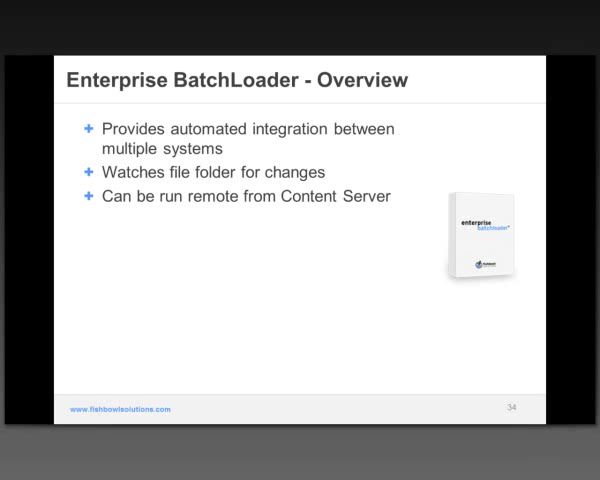 Enterprise BatchLoader - Overview
Provides automated integration between
multiple systems
Watches file folder for changes
Can be run remote from Content Server
enterprise
batchloader
fishbowl
www.fishbowlsolutions.com
34